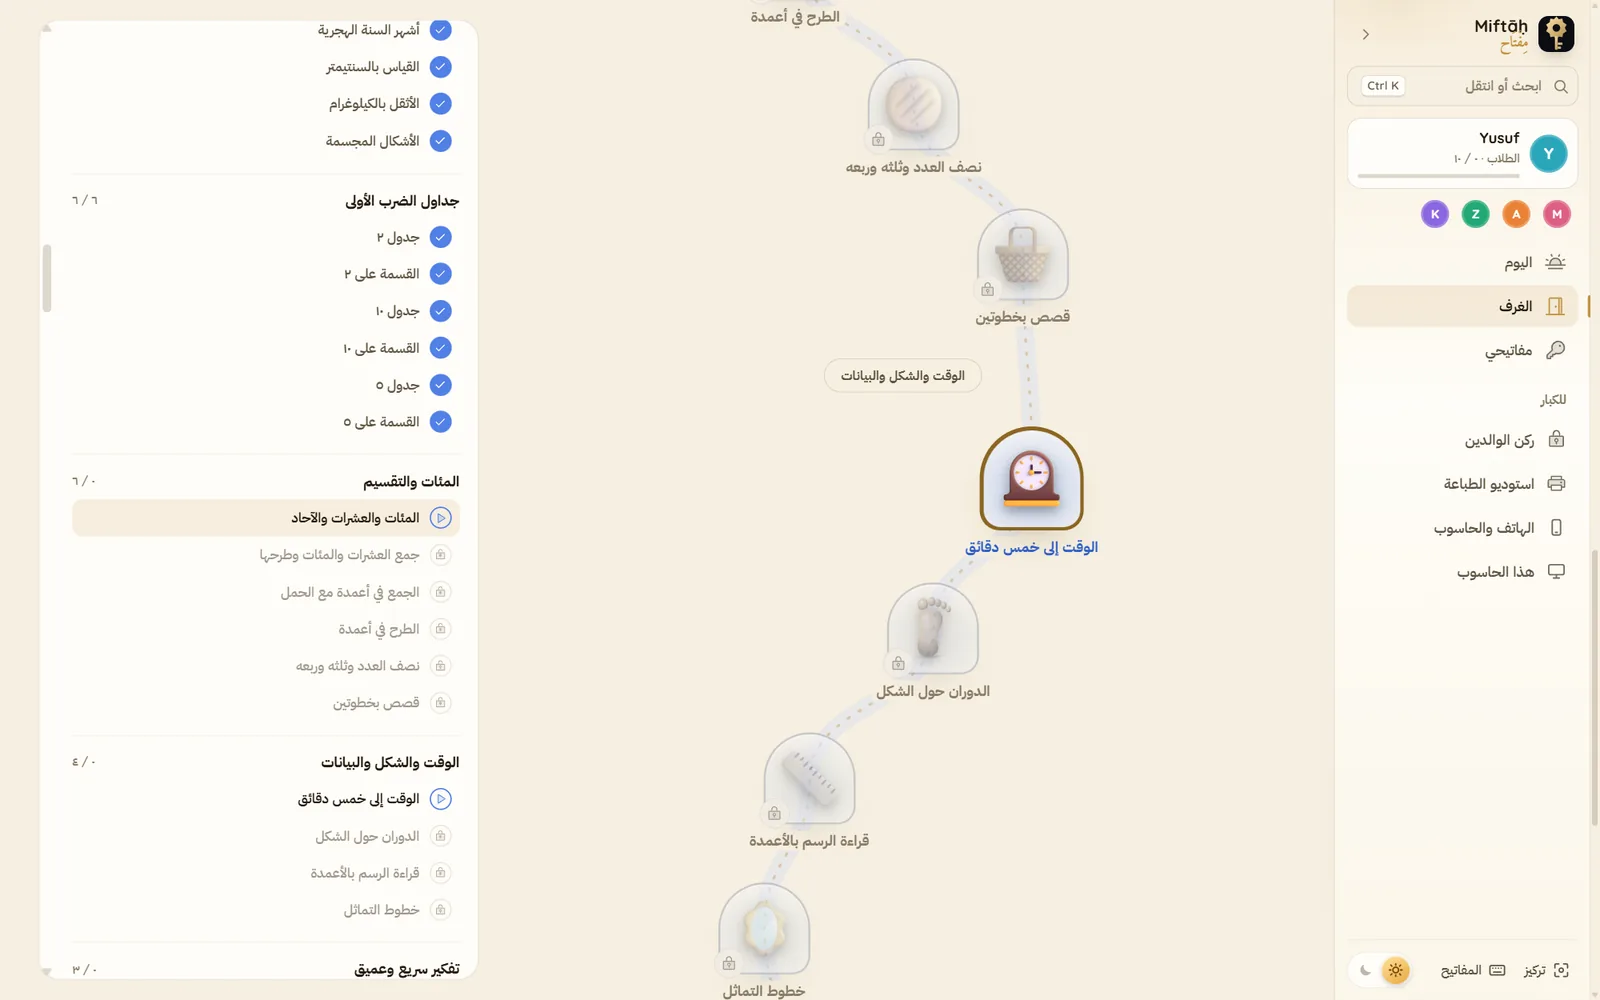 Miftāḥ
مِفتاح
ابحث أو انتقل
Ctrl K
Yusuf
الطلاب ٠ / ١٠
Y
M
A
Z
K
اليوم
الغرف
مفاتيحي
للكبار
ركن الوالدين
استوديو الطباعة
الهاتف والحاسوب
هذا الحاسوب
تركيز
المفاتيح
الطرح في أعمدة
نصف العدد وثلثه وربعه
قصص بخطوتين
الوقت والشكل والبيانات
الوقت إلى خمس دقائق
الدوران حول الشكل
قراءة الرسم بالأعمدة
خطوط التماثل
أشهر السنة الهجرية
القياس بالسنتيمتر
الأثقل بالكيلوغرام
الأشكال المجسمة
جداول الضرب الأولى
٦ / ٦
جدول ٢
القسمة على ٢
جدول ١٠
القسمة على ١٠
جدول ٥
القسمة على ٥
المئات والتقسيم
٠ / ٦
المئات والعشرات والآحاد
جمع العشرات والمئات وطرحها
الجمع في أعمدة مع الحمل
الطرح في أعمدة
نصف العدد وثلثه وربعه
قصص بخطوتين
الوقت والشكل والبيانات
٠ / ٤
الوقت إلى خمس دقائق
الدوران حول الشكل
قراءة الرسم بالأعمدة
خطوط التماثل
تفكير سريع وعميق
٠ / ٣